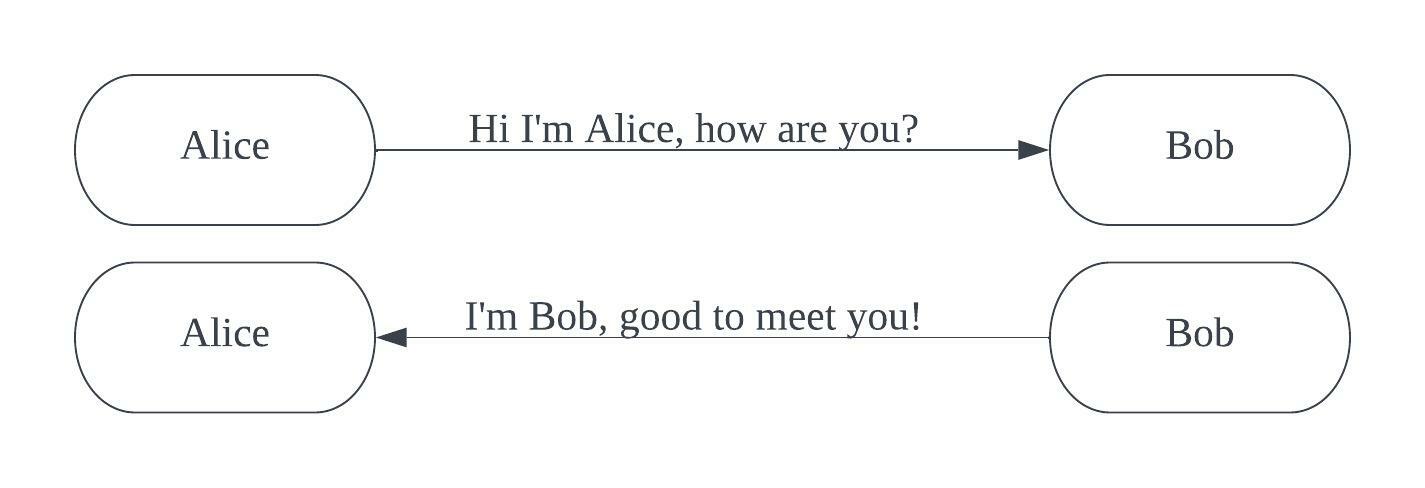 Alice
Hi I'm Alice, how are you?
Bob
Alice
I'm Bob, good to meet you!
Bob